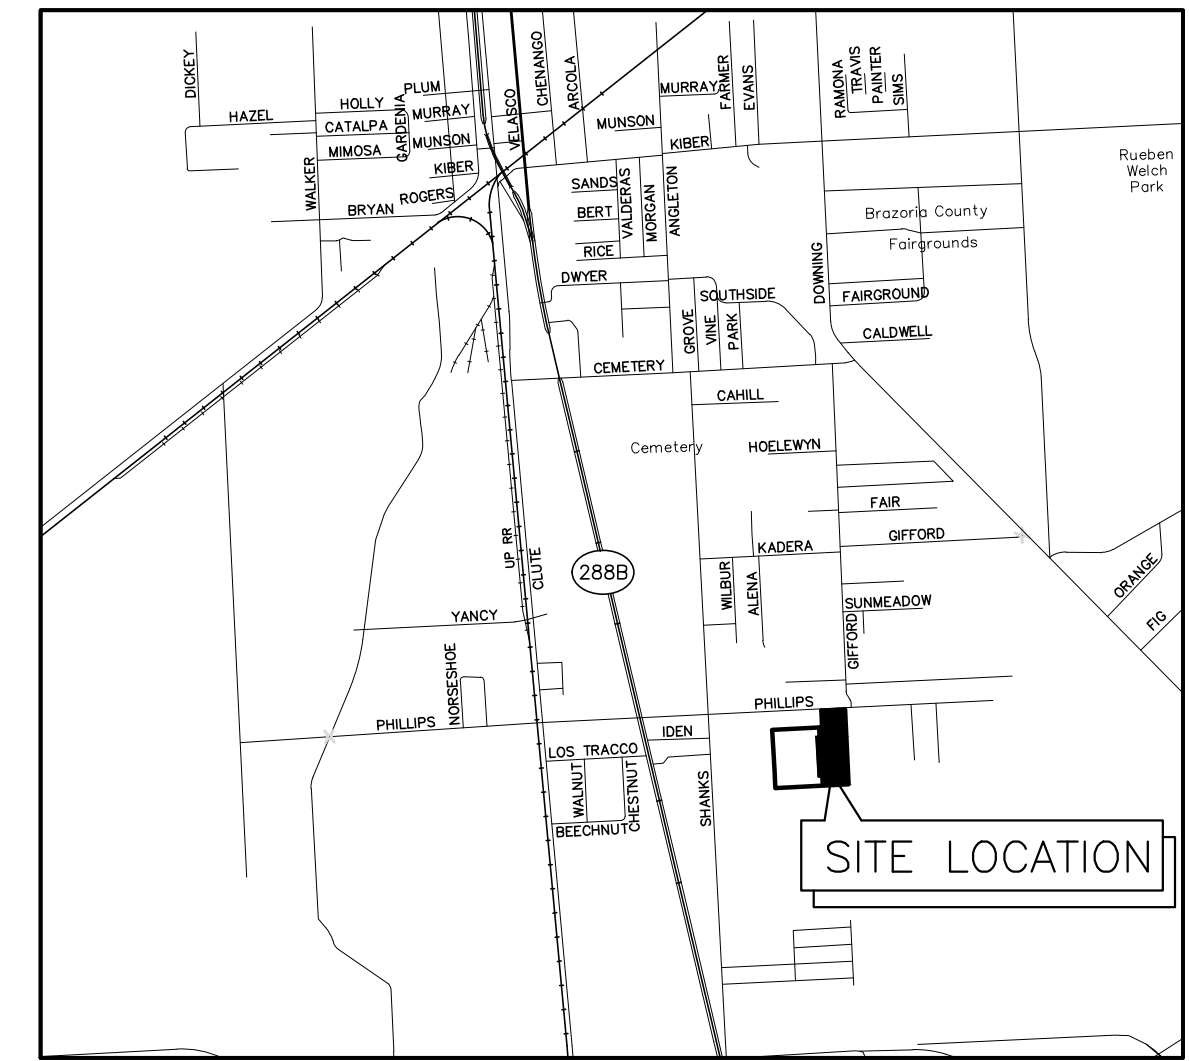 DICKEY
HAZEL
HOLLY
CATALPA
MIMOSA
GARDENIA
PLUM
MURRAY
MUNSON
KIBER
ROGERS
BRYAN
WALKER
VELASCO
CHENANGO
ARCOLA
MURRAY
FARMER
EVANS
MUNSON
KIBER
RAMONA
TRAVIS
PAINTER
SIMS
Rueben
Welch
Park
SANDS
BERT
RICE
VALDERAS
MORGAN
ANGLETON
DWYER
Brazoria County
Fairgrounds
DOWNING
FAIRGROUND
CALDWELL
SOUTHSIDE
GROVE
VINE
PARK
CEMETERY
CAHILL
Cemetery
HOELEWYN
FAIR
GIFFORD
KADERA
UP RR
CLUTE
288B
WILBUR
ALENA
SUNMEADOW
GIFFORD
ORANGE
FIG
YANCY
NORSESHOE
PHILLIPS
PHILLIPS
IDEN
LOS TRACCO
WALNUT
CHESTNUT
BEECHNUT
SHANKS
SITE LOCATION